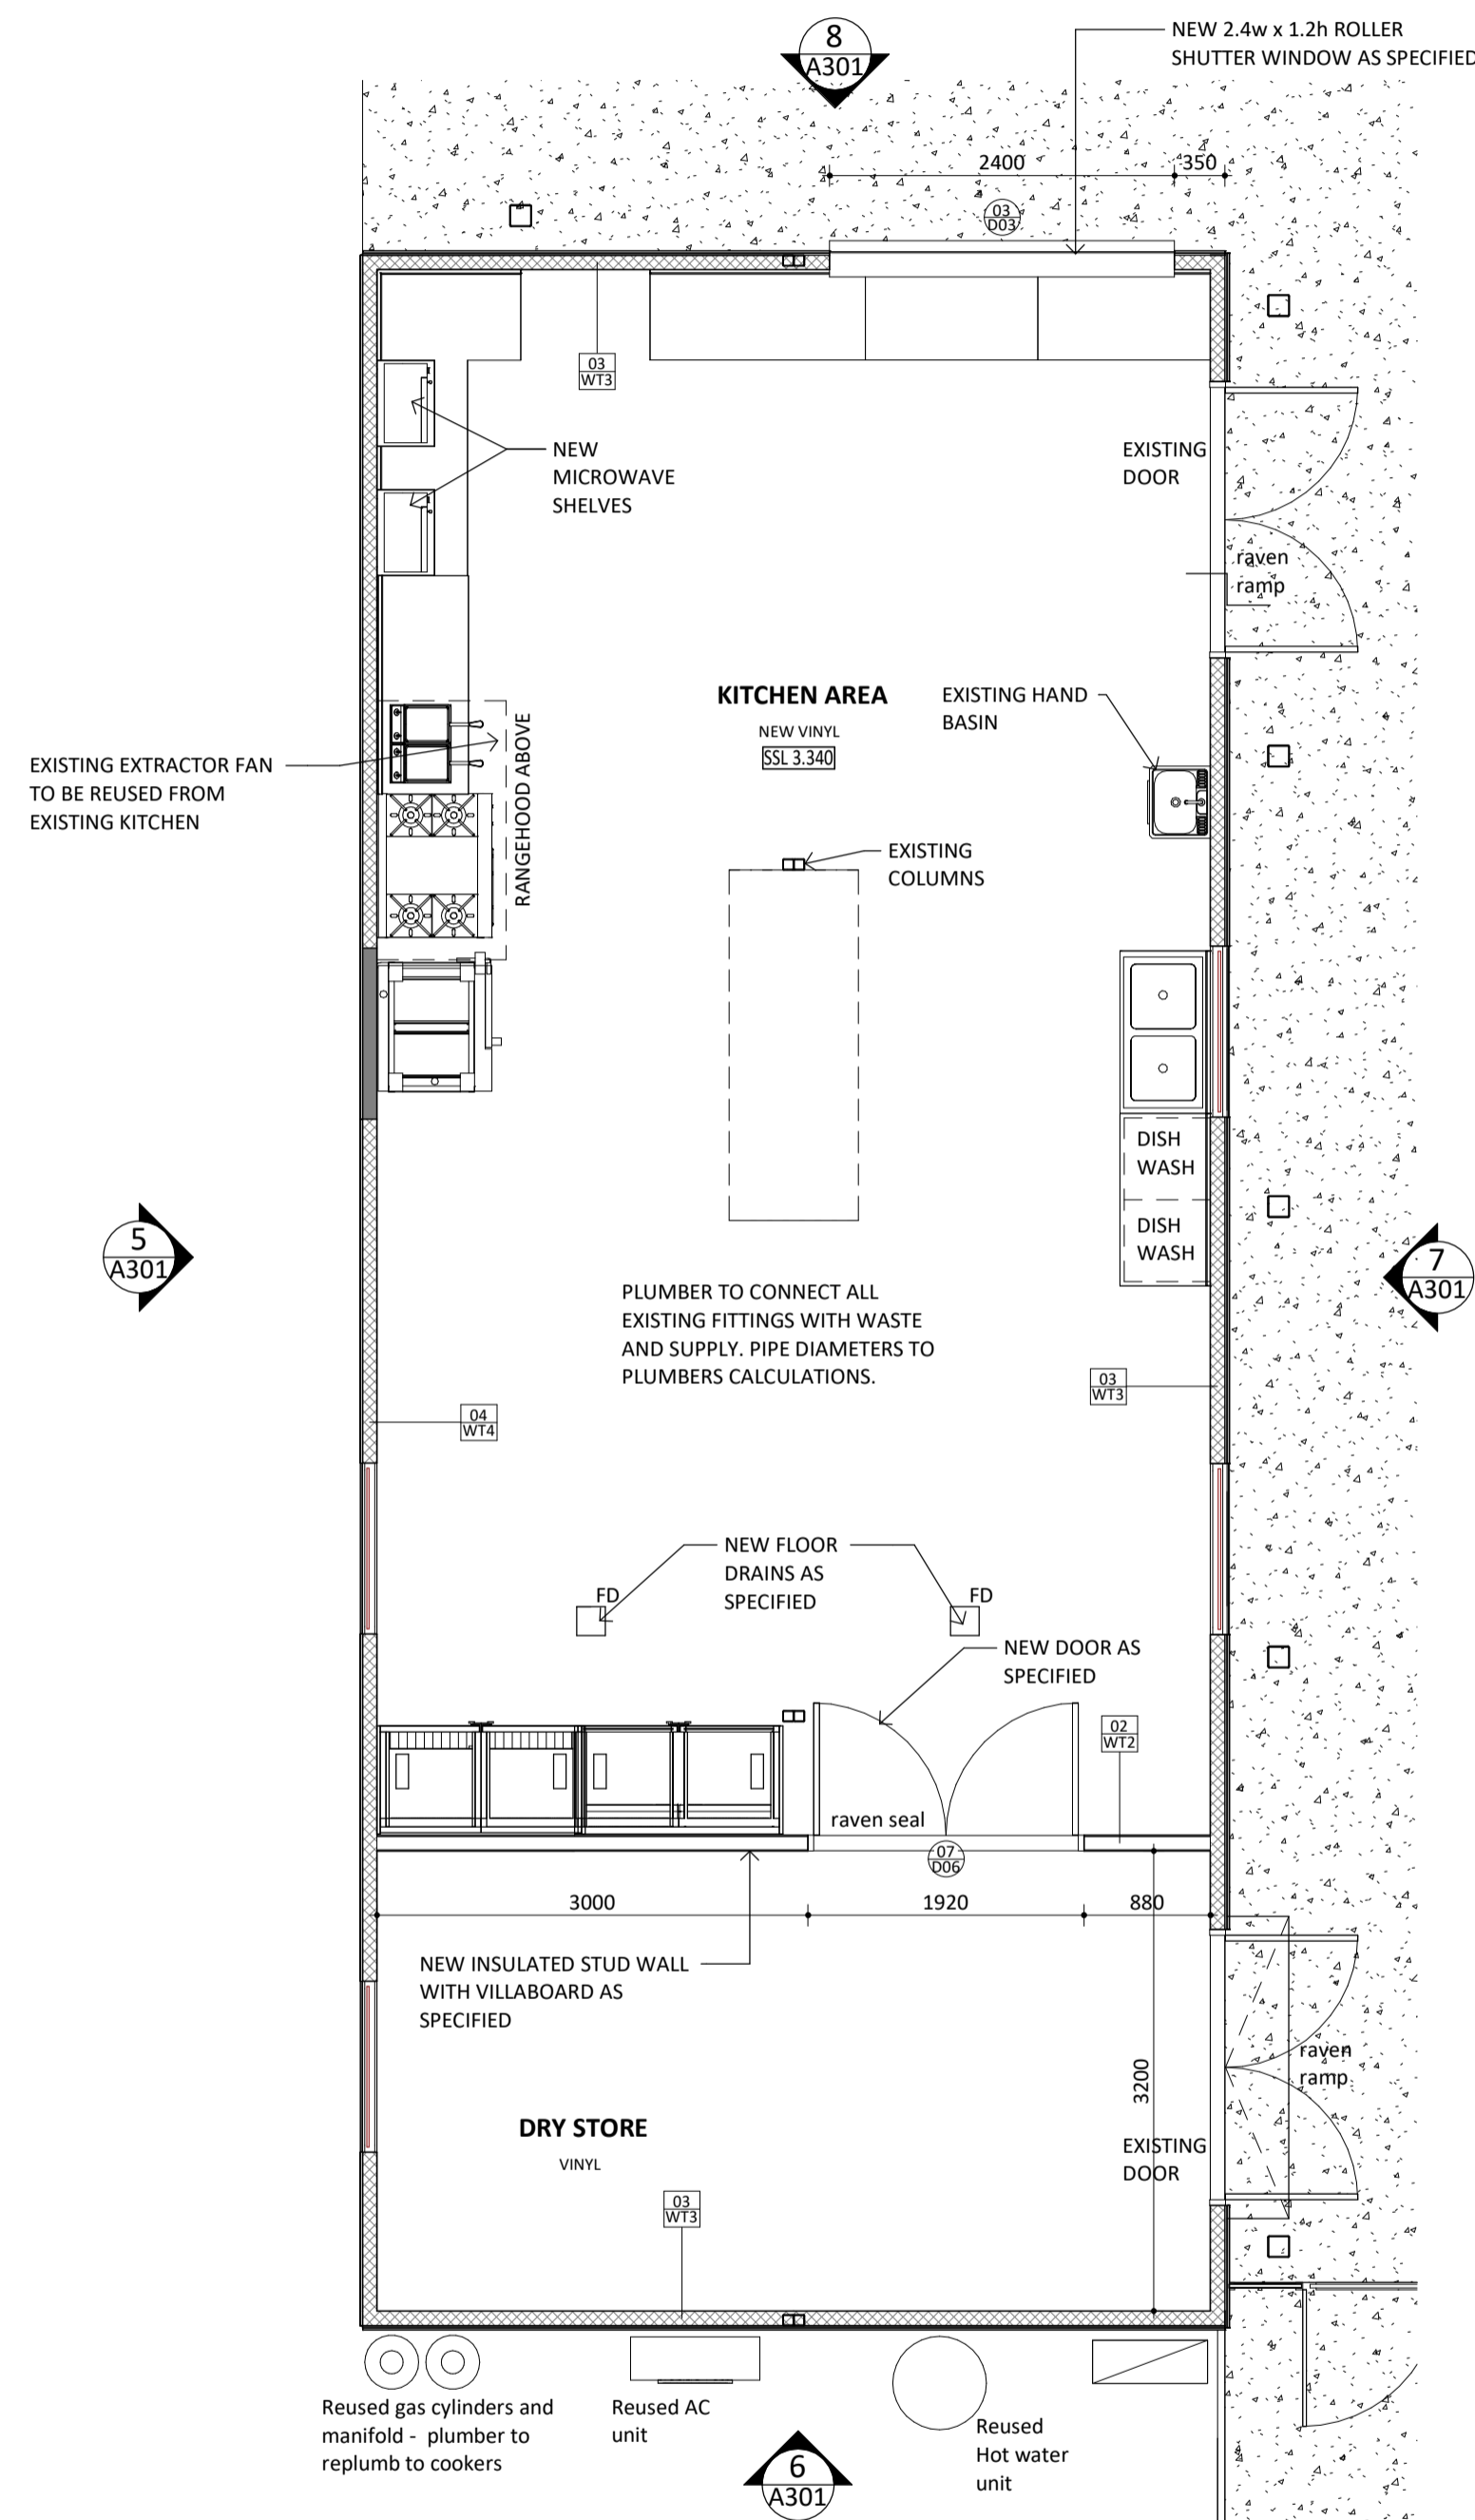 8
A301
NEW 2.4w x 1.2h ROLLER
SHUTTER WINDOW AS SPECIFIED
2400
350
03
D03
03
WT3
NEW
MICROWAVE
SHELVES
EXISTING
DOOR
raven
ramp
KITCHEN AREA
NEW VINYL
SSL 3.340
EXISTING HAND
BASIN
EXISTING EXTRACTOR FAN
TO BE REUSED FROM
EXISTING KITCHEN
RANGEHOOD ABOVE
EXISTING
COLUMNS
DISH
WASH
DISH
WASH
5
A301
7
A301
PLUMBER TO CONNECT ALL
EXISTING FITTINGS WITH WASTE
AND SUPPLY. PIPE DIAMETERS TO
PLUMBERS CALCULATIONS.
03
WT3
04
WT4
NEW FLOOR
DRAINS AS
SPECIFIED
FD
FD
NEW DOOR AS
SPECIFIED
02
WT2
raven seal
07
D06
3000
1920
880
NEW INSULATED STUD WALL
WITH VILLABOARD AS
SPECIFIED
3200
raven
ramp
DRY STORE
VINYL
EXISTING
DOOR
03
WT3
Reused gas cylinders and
manifold - plumber to
replumb to cookers
Reused AC
unit
Reused
Hot water
unit
6
A301